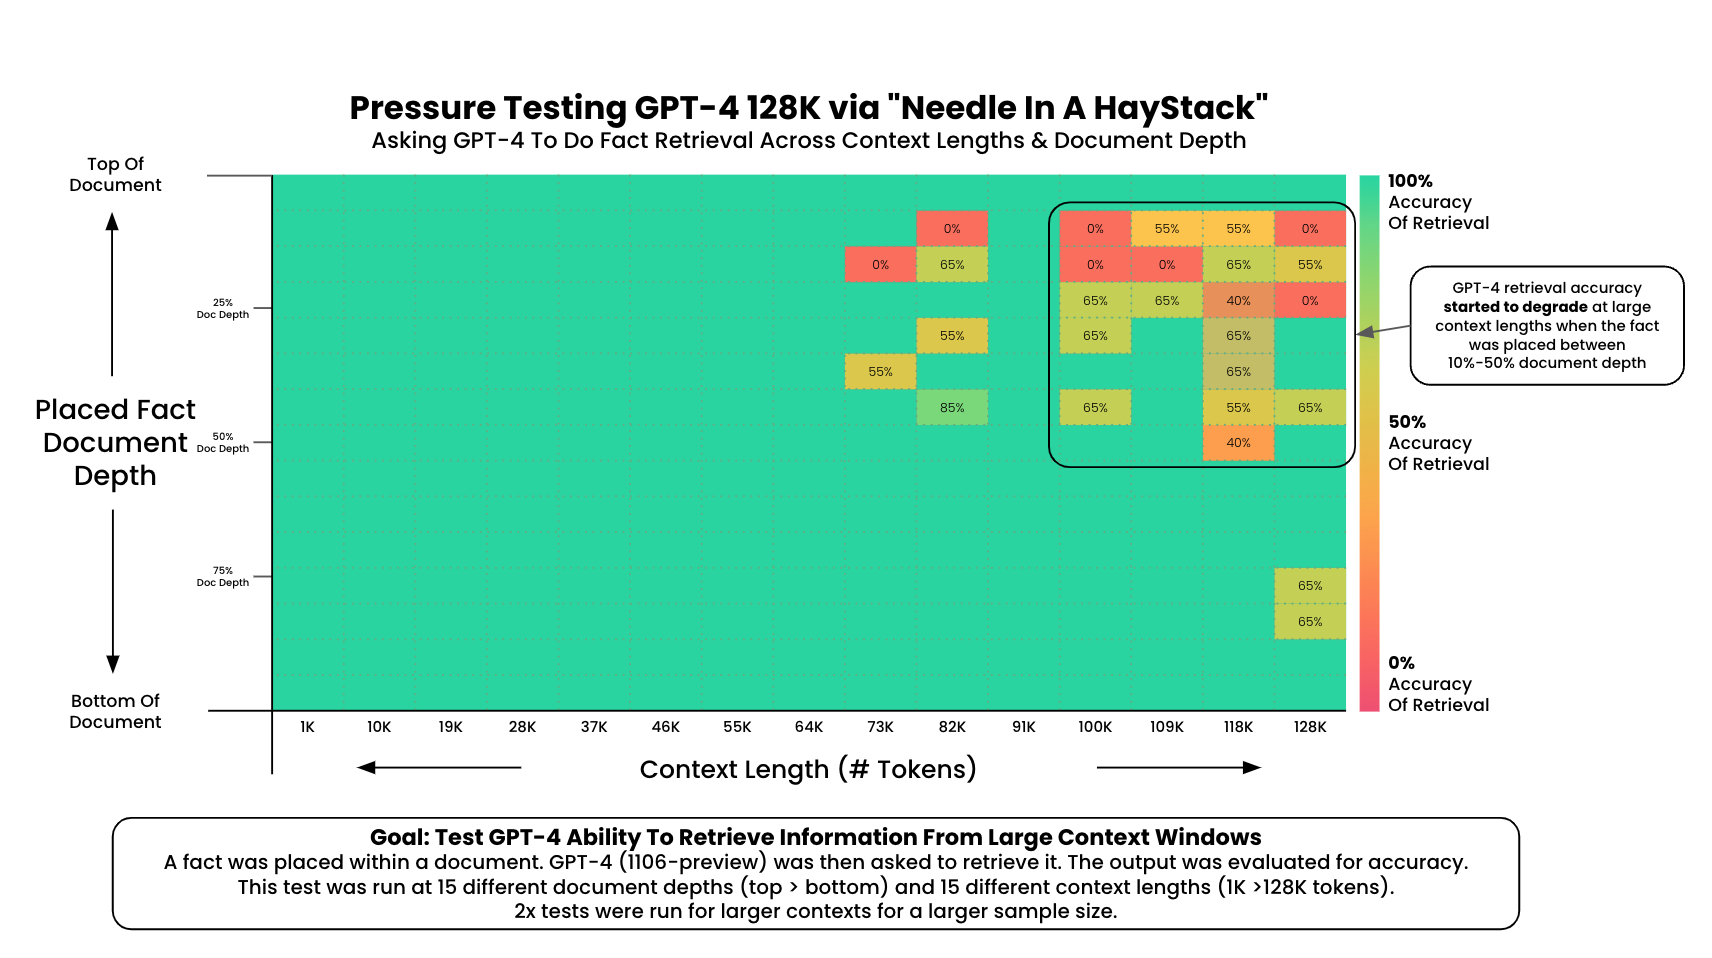 Pressure Testing GPT-4 128K via "Needle In A HayStack"
Asking GPT-4 To Do Fact Retrieval Across Context Lengths & Document Depth
Top Of
Document
Placed Fact
Document
Depth
Bottom Of
Document
25%
Doc Depth
50%
Doc Depth
75%
Doc Depth
0% 0% 55% 55% 0%
0% 65% 0% 0% 65% 55%
65% 65% 40% 0%
55% 65% 65%
55% 65%
85% 65% 55% 65%
40%
65%
65%
100%
Accuracy
Of Retrieval
50%
Accuracy
Of Retrieval
0%
Accuracy
Of Retrieval
GPT-4 retrieval accuracy
started to degrade at large
context lengths when the fact
was placed between
10%-50% document depth
1K 10K 19K 28K 37K 46K 55K 64K 73K 82K 91K 100K 109K 118K 128K
Context Length (# Tokens)
Goal: Test GPT-4 Ability To Retrieve Information From Large Context Windows
A fact was placed within a document. GPT-4 (1106-preview) was then asked to retrieve it. The output was evaluated for accuracy.
This test was run at 15 different document depths (top > bottom) and 15 different context lengths (1K >128K tokens).
2x tests were run for larger contexts for a larger sample size.